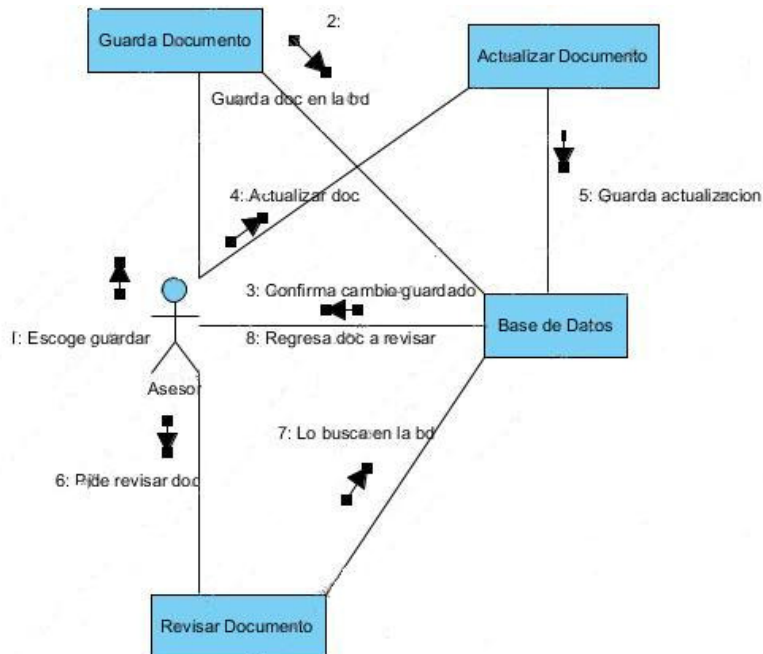 2:
Guarda Documento
Actualizar Documento
Guarda doc en la bd
4: Actualizar doc
5: Guarda actualizacion
3: Confirma cambio guardado
1: Escoge guardar
8: Regresa doc a revisar
Base de Datos
Asesor
7: Lo busca en la bd
6: Pide revisar doc
Revisar Documento